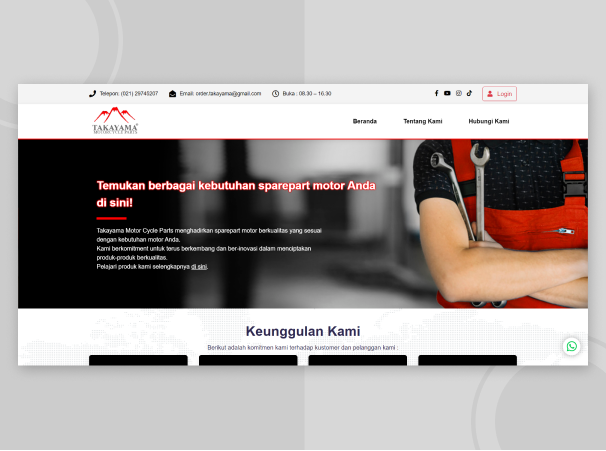 Telepon: (021) 29745207
Email: order.takayama@gmail.com
Buka : 08.30 – 16.30
Login
TAKAYAMA
MOTORCYCLE PARTS
Beranda
Tentang Kami
Hubungi Kami
Temukan berbagai kebutuhan sparepart motor Anda
di sini!
Takayama Motor Cycle Parts menghadirkan sparepart motor berkualitas yang sesuai
dengan kebutuhan motor Anda.
Kami berkomitment untuk terus berkembang dan ber-inovasi dalam menciptakan
produk-produk berkualitas.
Pelajari produk kami selengkapnya di sini.
Keunggulan Kami
Berikut adalah komitmen kami terhadap kustomer dan pelanggan kami :